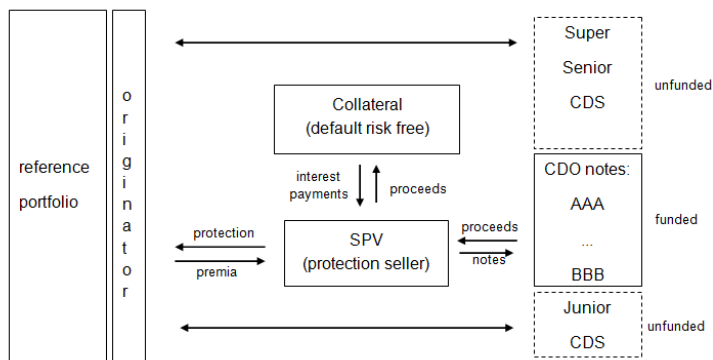 reference
portfolio
originator
Collateral
(default risk free)
interest
payments
proceeds
protection
premia
SPV
(protection seller)
proceeds
notes
Super
Senior
CDS
unfunded
CDO notes:
AAA
...
BBB
funded
Junior
CDS
unfunded